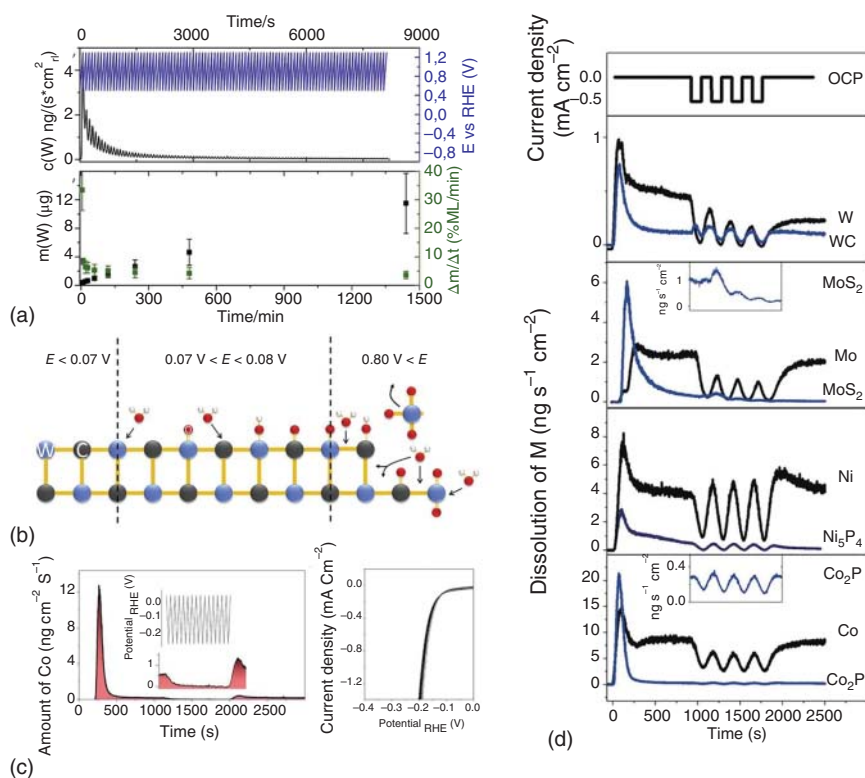 Time/s
0 3000 6000 9000
4
2
0
c(W) ng/(s*cm²rl)
1,2
0,8
0,4
0,0
−0,4
−0,8
E vs RHE (V)
12
8
4
0
m(W) (µg)
40
30
20
10
0
Δm/Δt (%ML/min)
0 300 600 900 1200 1500
Time/min
(a)
E < 0.07 V
0.07 V < E < 0.08 V
0.80 V < E
W C
(b)
12
8
4
0
Amount of Co (ng cm−2 s−1)
0.0
−0.1
−0.2
Potential RHE (V)
1
0
0 500 1000 1500 2000 2500
Time (s)
0.0
−0.4
−0.8
−1.2
Current density (mA Cm−2)
−0.4 −0.3 −0.2 −0.1 0.0
Potential RHE (V)
(c)
Current density
(mA cm−2)
0.0
−0.5
OCP
1
0
W
WC
6
4
2
0
ng s−1 cm−2
1
0
MoS2
Mo
MoS2
10
8
6
4
2
0
Ni
Ni5P4
20
15
10
5
0
ng s−1 cm−2
0.4
0.0
Co2P
Co
Co2P
Dissolution of M (ng s−1 cm−2)
0 500 1000 1500 2000 2500
Time (s)
(d)